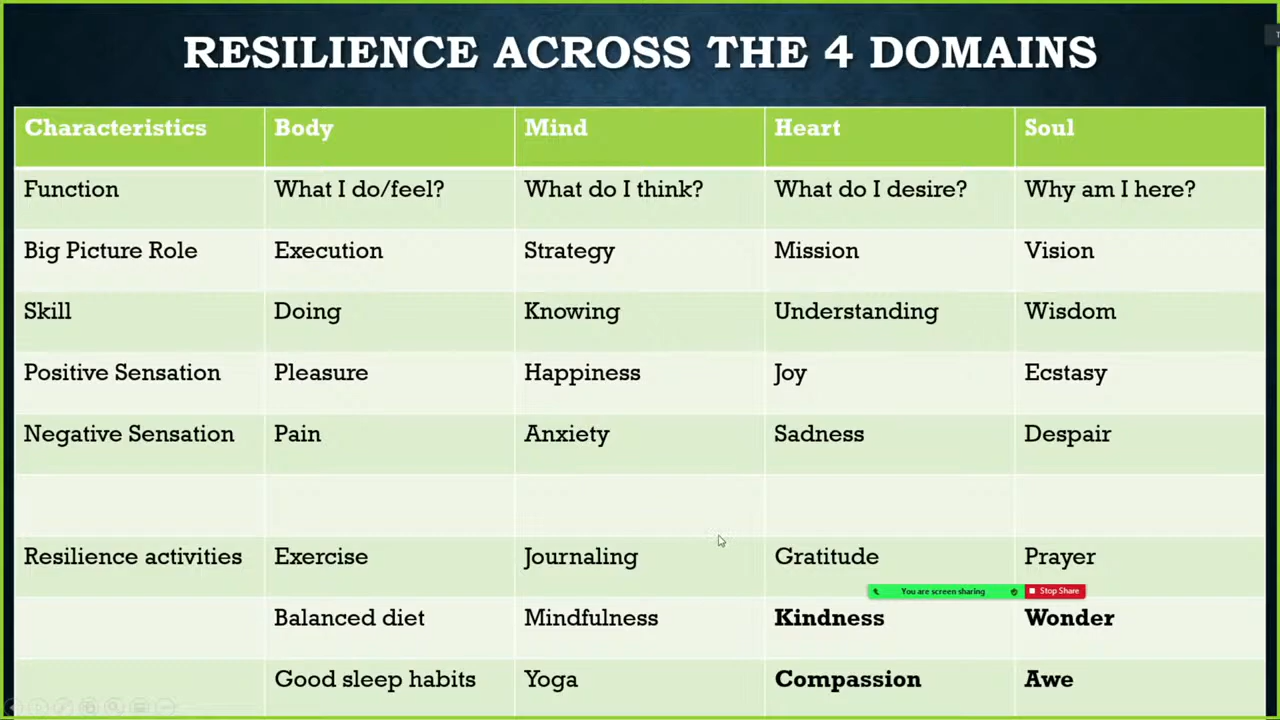 RESILIENCE ACROSS THE 4 DOMAINS
Characteristics Body Mind Heart Soul
Function What I do/feel? What do I think? What do I desire? Why am I here?
Big Picture Role Execution Strategy Mission Vision
Skill Doing Knowing Understanding Wisdom
Positive Sensation Pleasure Happiness Joy Ecstasy
Negative Sensation Pain Anxiety Sadness Despair
Resilience activities Exercise Journaling Gratitude Prayer
You are screen sharing Stop Share
Balanced diet Mindfulness Kindness Wonder
Good sleep habits Yoga Compassion Awe